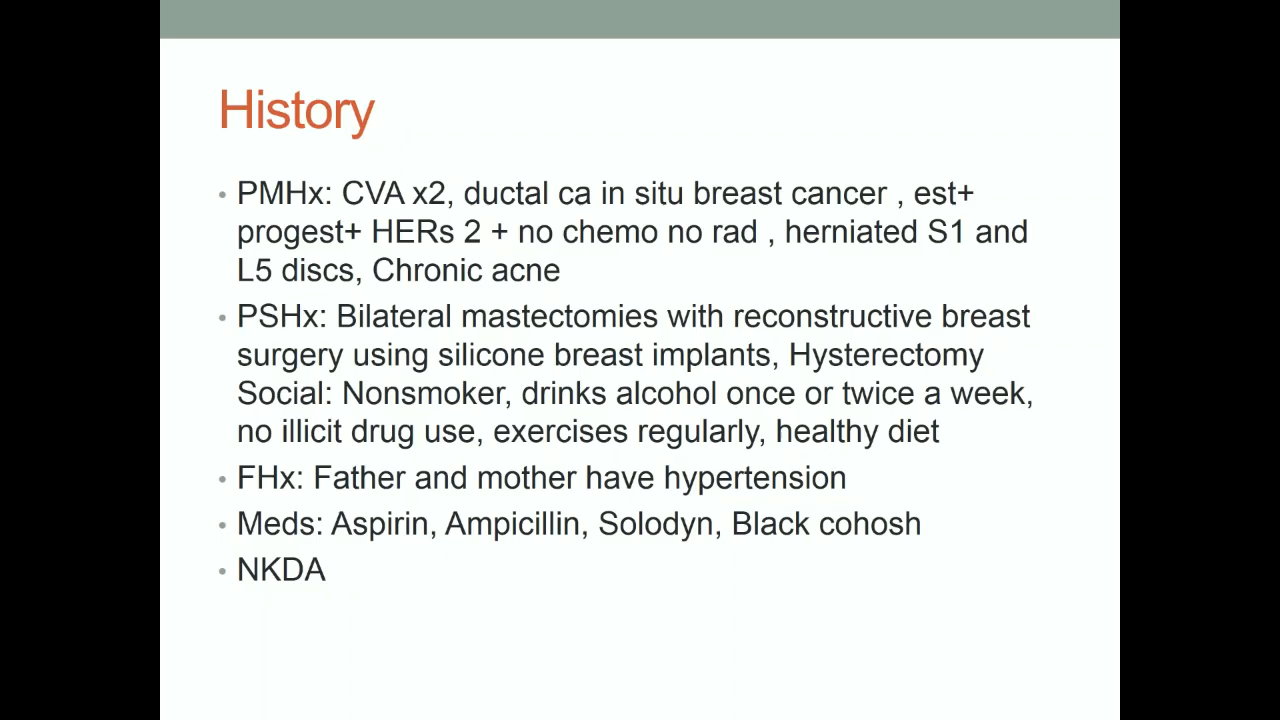 History
• PMHx: CVA x2, ductal ca in situ breast cancer , est+
progest+ HERs 2 + no chemo no rad , herniated S1 and
L5 discs, Chronic acne
• PSHx: Bilateral mastectomies with reconstructive breast
surgery using silicone breast implants, Hysterectomy
Social: Nonsmoker, drinks alcohol once or twice a week,
no illicit drug use, exercises regularly, healthy diet
• FHx: Father and mother have hypertension
• Meds: Aspirin, Ampicillin, Solodyn, Black cohosh
• NKDA